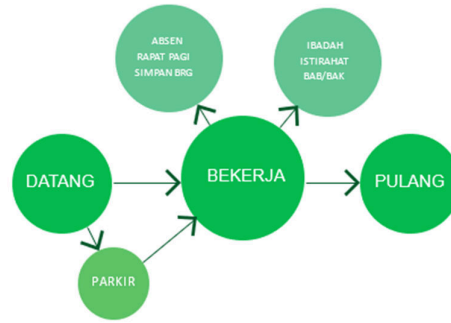 ABSEN
RAPAT PAGI
SIMPAN BRG
IBADAH
ISTIRAHAT
BAB/BAK
DATANG
BEKERJA
PULANG
PARKIR